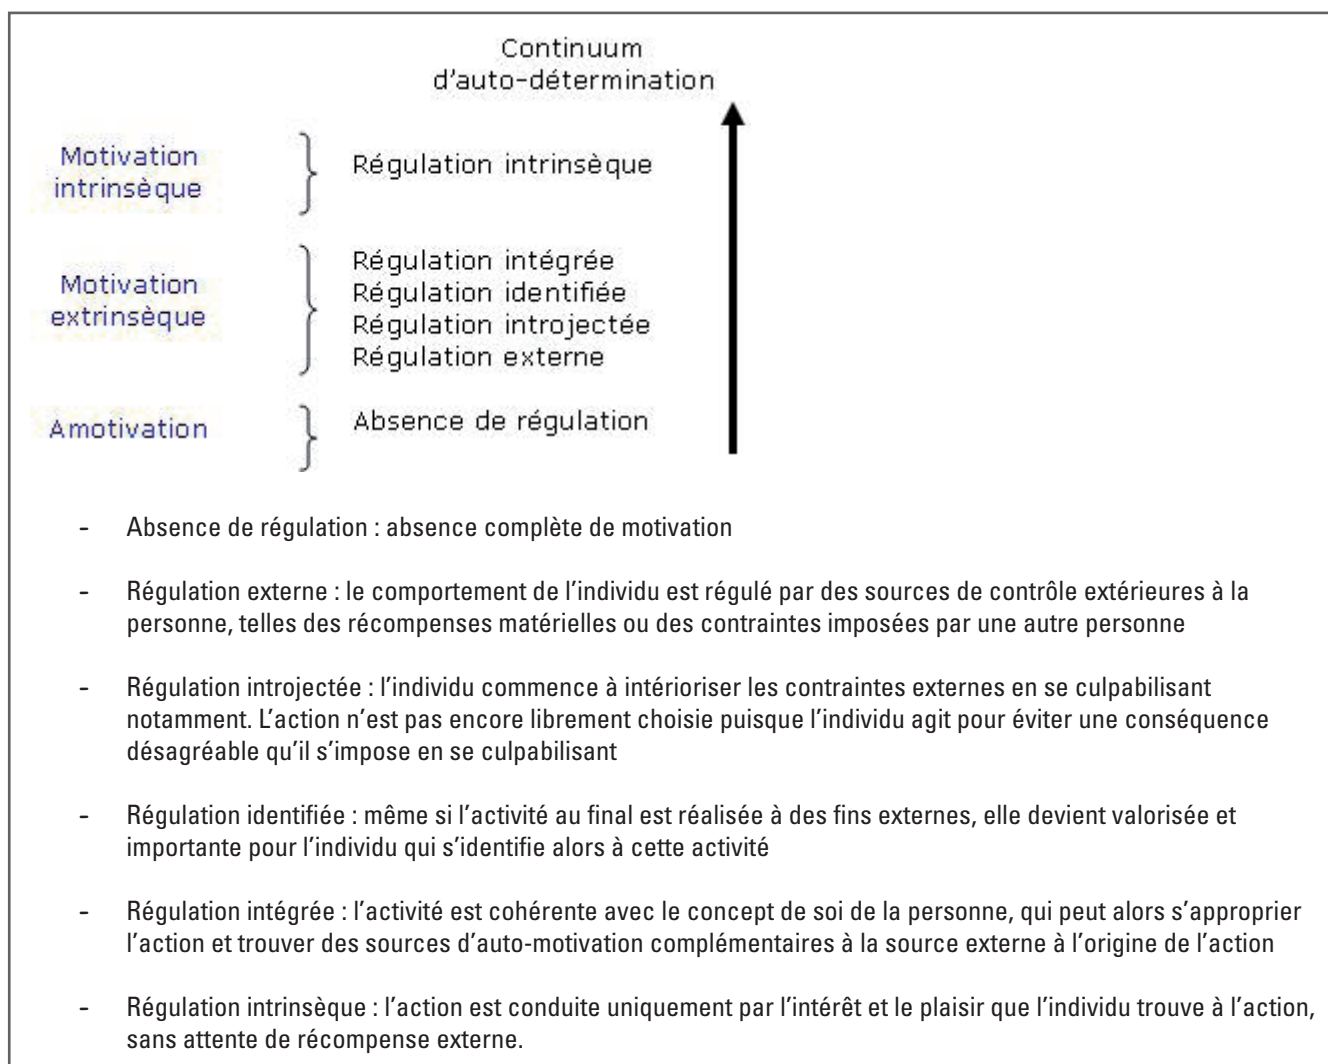 Continuum
d'auto-détermination
Motivation
intrinsèque
Régulation intrinsèque
Motivation
extrinsèque
Régulation intégrée
Régulation identifiée
Régulation introjectée
Régulation externe
Amotivation
Absence de régulation
- Absence de régulation : absence complète de motivation
- Régulation externe : le comportement de l’individu est régulé par des sources de contrôle extérieures à la
personne, telles des récompenses matérielles ou des contraintes imposées par une autre personne
- Régulation introjectée : l’individu commence à intérioriser les contraintes externes en se culpabilisant
notamment. L’action n’est pas encore librement choisie puisque l’individu agit pour éviter une conséquence
désagréable qu’il s’impose en se culpabilisant
- Régulation identifiée : même si l’activité au final est réalisée à des fins externes, elle devient valorisée et
importante pour l’individu qui s’identifie alors à cette activité
- Régulation intégrée : l’activité est cohérente avec le concept de soi de la personne, qui peut alors s’approprier
l’action et trouver des sources d’auto-motivation complémentaires à la source externe à l’origine de l’action
- Régulation intrinsèque : l’action est conduite uniquement par l’intérêt et le plaisir que l’individu trouve à l’action,
sans attente de récompense externe.